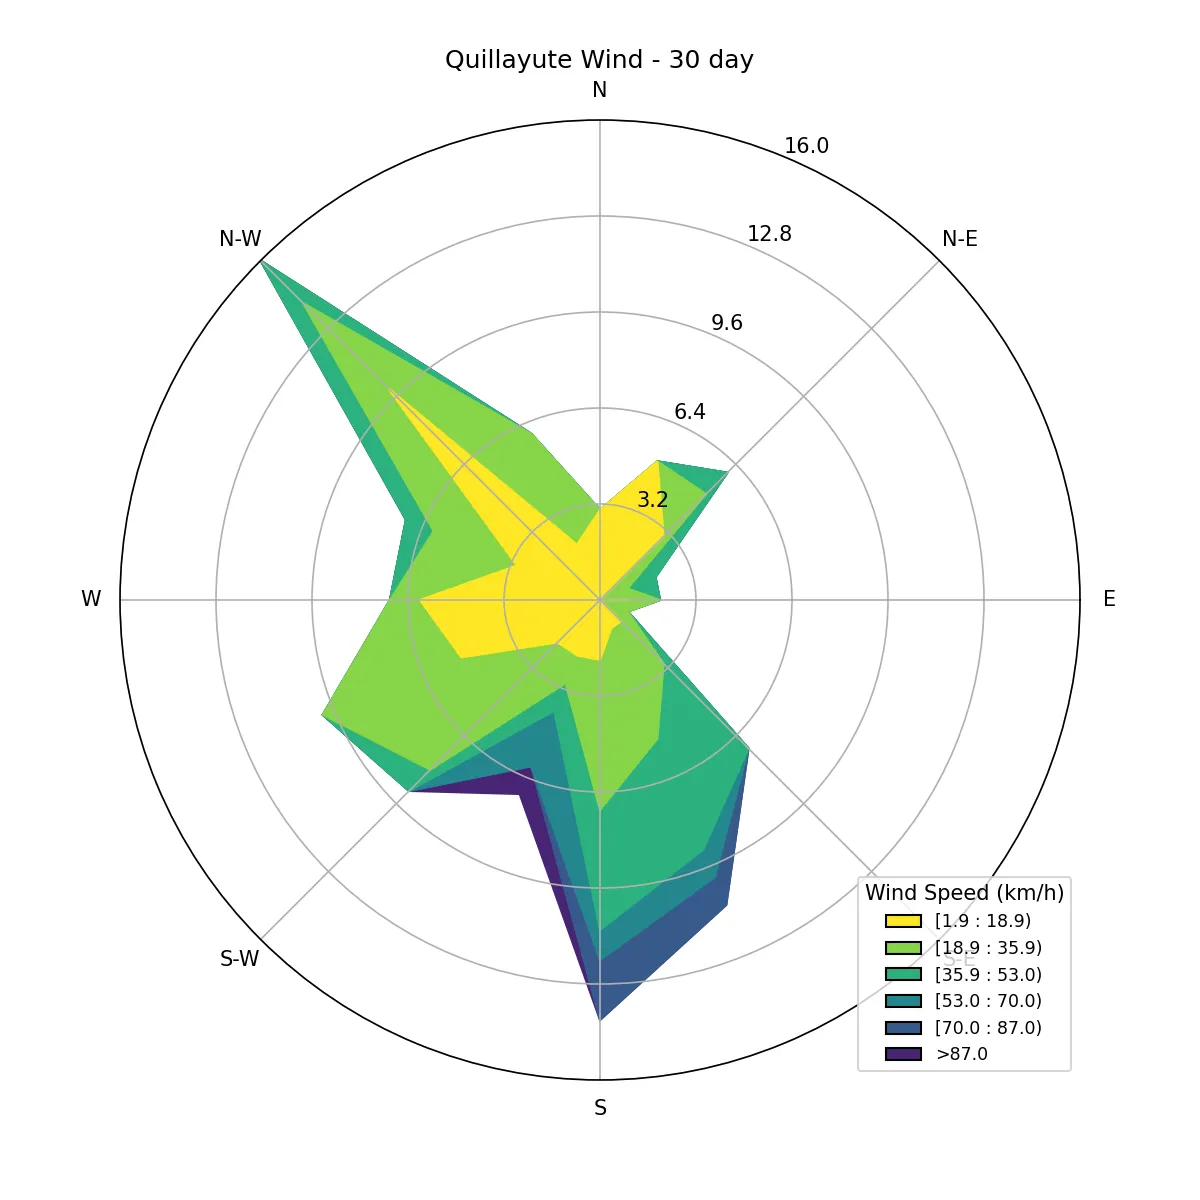 Quillayute Wind - 30 day
N
16.0
12.8
N-W
N-E
9.6
6.4
3.2
W
E
Wind Speed (km/h)
[1.9 : 18.9)
[18.9 : 35.9)
S-W
S-E
[35.9 : 53.0)
[53.0 : 70.0)
[70.0 : 87.0)
>87.0
S